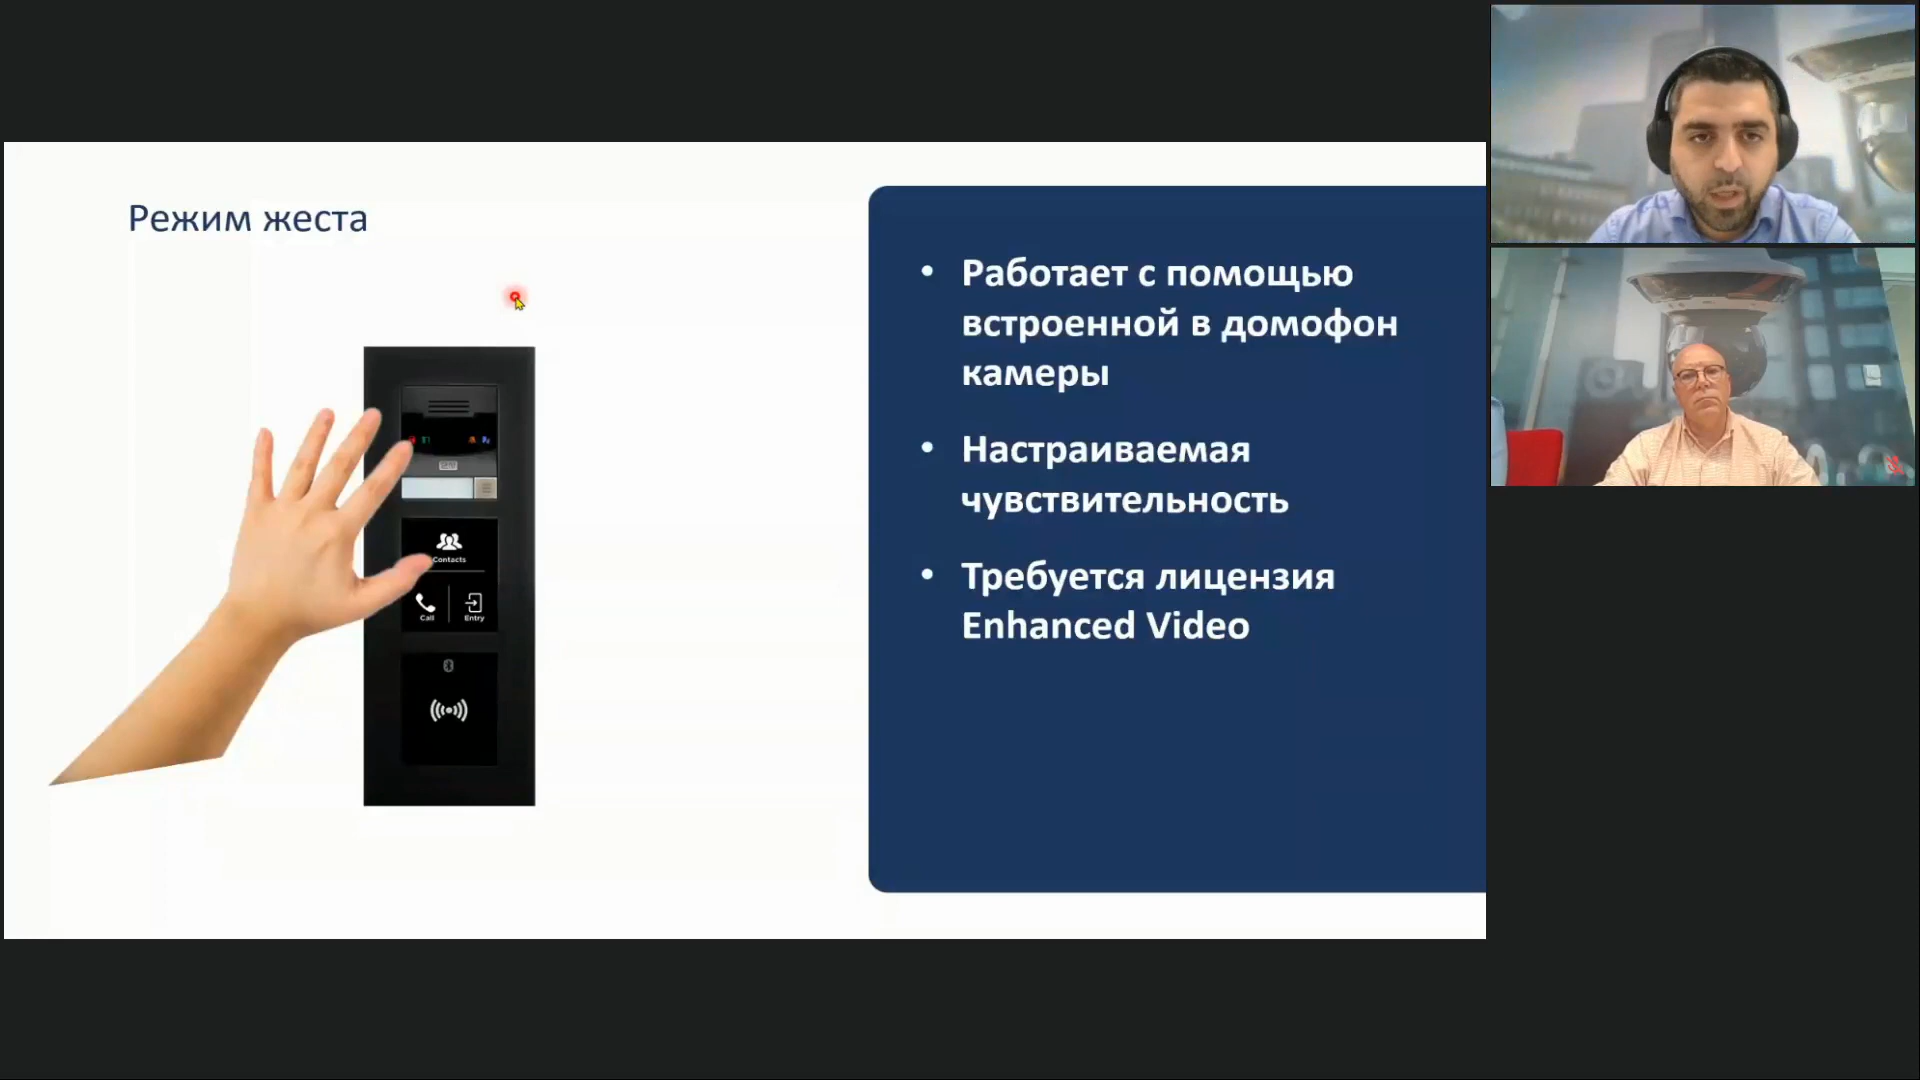 Режим жеста
Работает с помощью
встроенной в домофон
камеры
Настраиваемая
чувствительность
Требуется лицензия
Enhanced Video
Contacts
Call
Entry